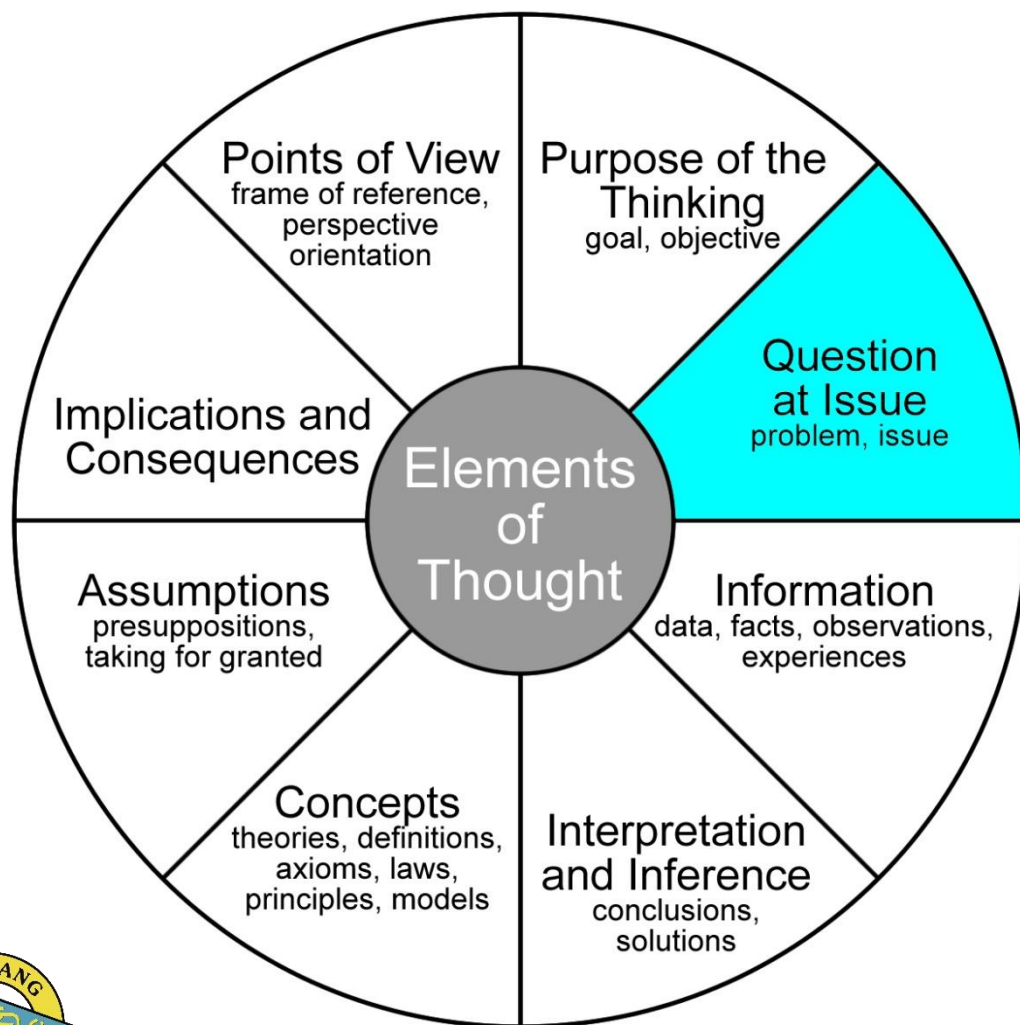 Points of View
frame of reference,
perspective
orientation
Purpose of the
Thinking
goal, objective
Question
at Issue
problem, issue
Information
data, facts, observations,
experiences
Interpretation
and Inference
conclusions,
solutions
Concepts
theories, definitions,
axioms, laws,
principles, models
Assumptions
presuppositions,
taking for granted
Implications and
Consequences
Elements
of
Thought
ANG